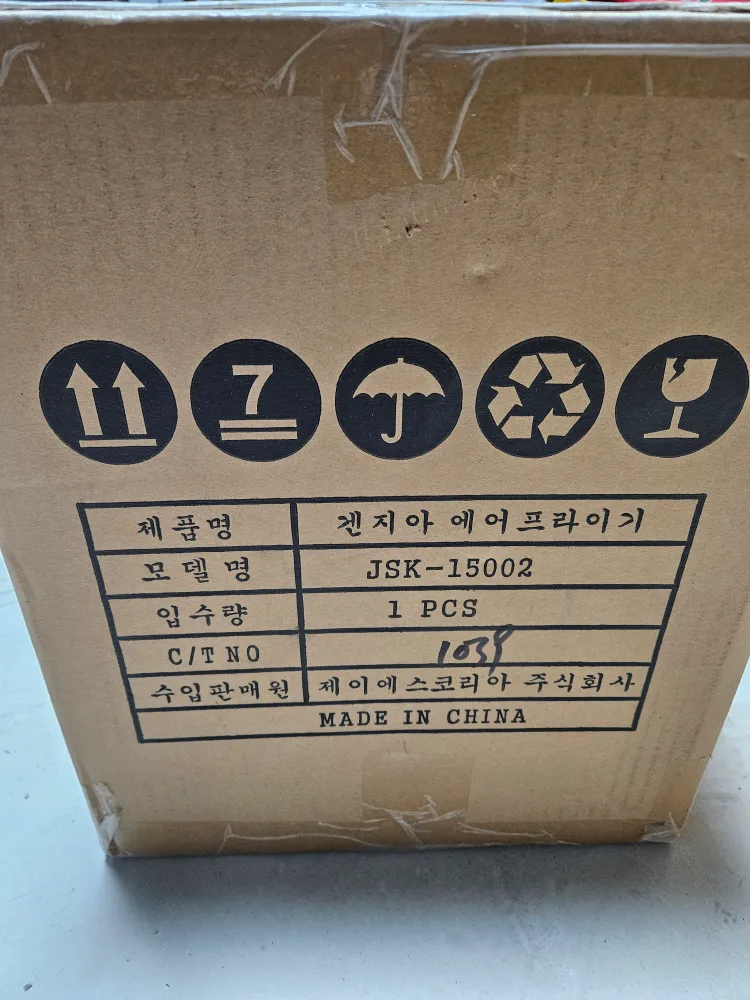 7
제품명 겐지아 에어프라이기
모델명 JSK-15002
입수량 1 PCS
C/T NO 1039
수입판매원 제이에스코리아 주식회사
MADE IN CHINA